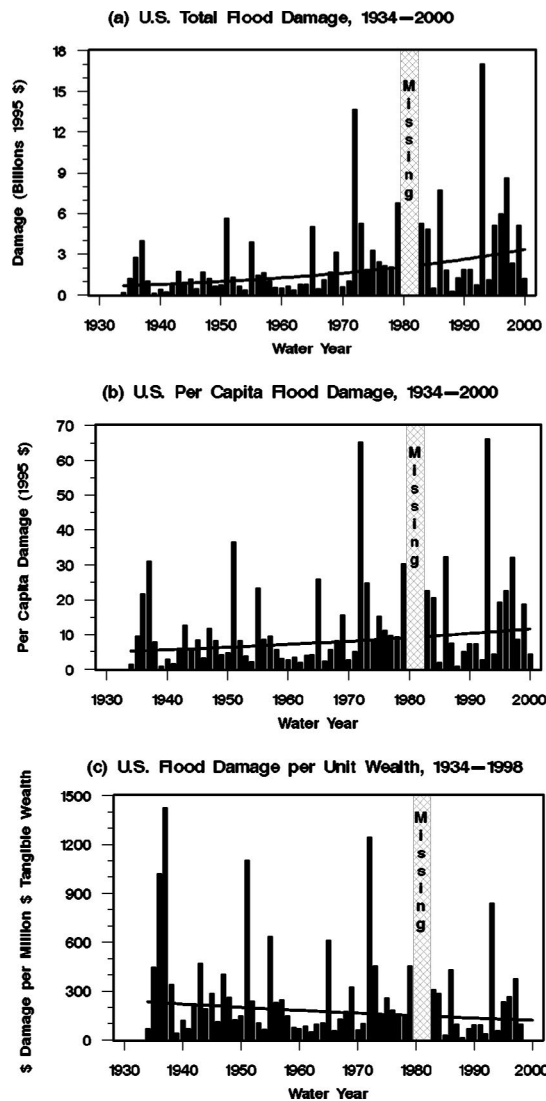 (a) U.S. Total Flood Damage, 1934—2000
Damage (Billions 1995 $)
18
15
12
9
6
3
0
Missing
1930 1940 1950 1960 1970 1980 1990 2000
Water Year
(b) U.S. Per Capita Flood Damage, 1934—2000
Per Capita Damage (1995 $)
70
60
50
40
30
20
10
0
Missing
1930 1940 1950 1960 1970 1980 1990 2000
Water Year
(c) U.S. Flood Damage per Unit Wealth, 1934—1998
$ Damage per Million $ Tangible Wealth
1500
1200
900
600
300
0
Missing
1930 1940 1950 1960 1970 1980 1990 2000
Water Year